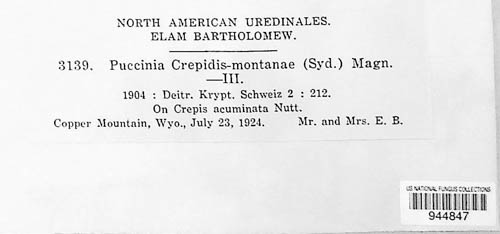 NORTH AMERICAN UREDINALES.
ELAM BARTHOLOMEW.
3139. Puccinia Crepidis-montanae (Syd.) Magn.
—III.
1904 : Deitr. Krypt. Schweiz 2 : 212.
On Crepis acuminata Nutt.
Copper Mountain, Wyo., July 23, 1924. Mr. and Mrs. E. B.
US NATIONAL FUNGUS COLLECTIONS
944847